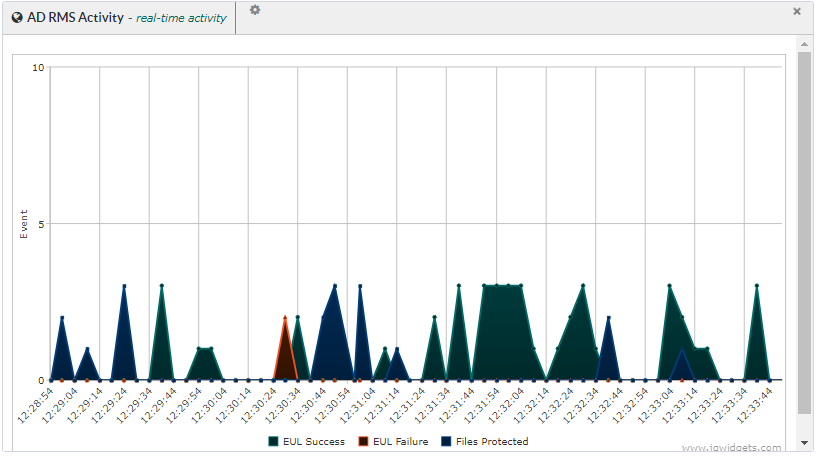 AD RMS Activity - real-time activity
10
5
0
Event
12:28:54 12:29:04 12:29:14 12:29:24 12:29:34 12:29:44 12:29:54 12:30:04 12:30:14 12:30:24 12:30:34 12:30:44 12:30:54 12:31:04 12:31:14 12:31:24 12:31:34 12:31:44 12:31:54 12:32:04 12:32:14 12:32:24 12:32:34 12:32:44 12:32:54 12:33:04 12:33:14 12:33:24 12:33:34 12:33:44
EUL Success EUL Failure Files Protected
www.jqwidgets.com